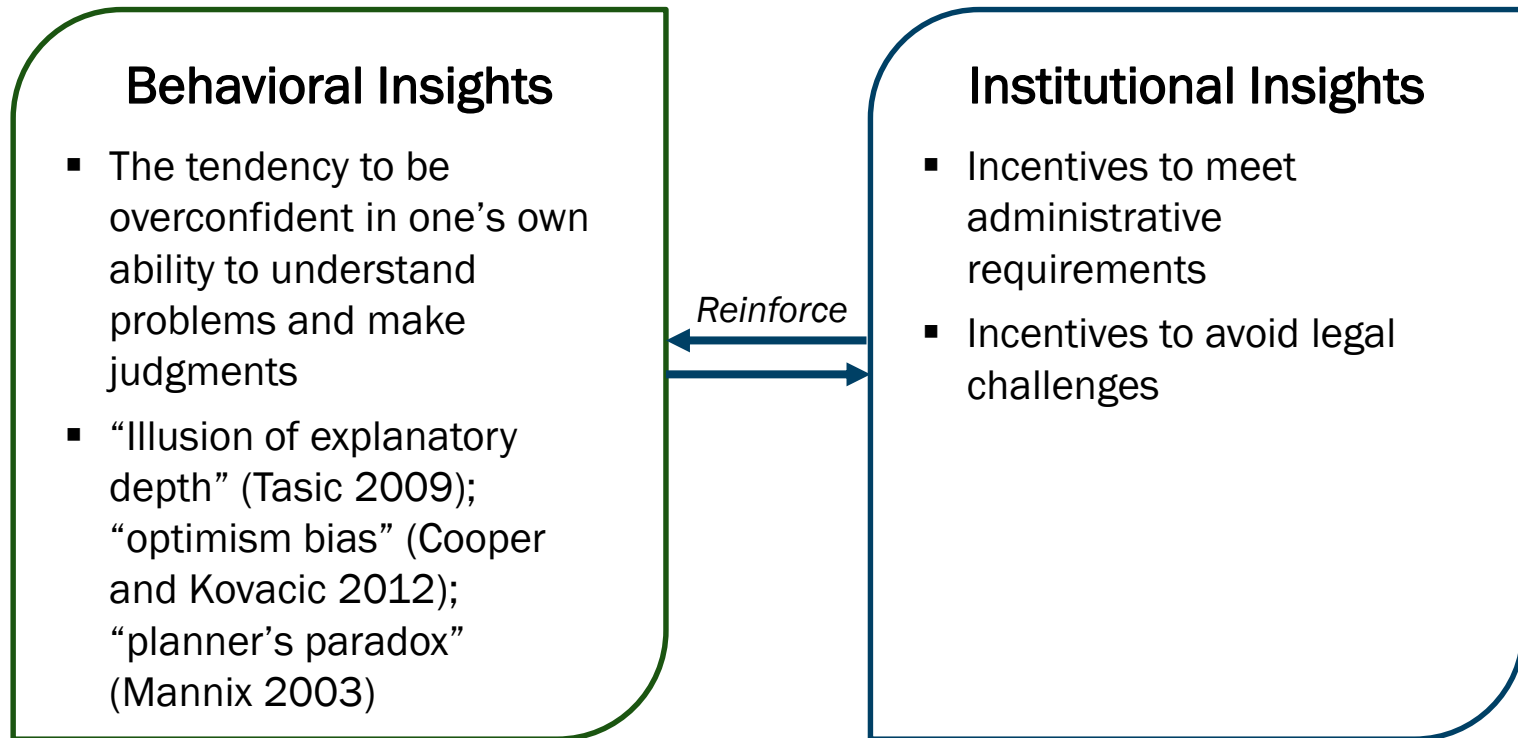 Behavioral Insights
▪ The tendency to be
overconfident in one’s own
ability to understand
problems and make
judgments
▪ “Illusion of explanatory
depth” (Tasic 2009);
“optimism bias” (Cooper
and Kovacic 2012);
“planner’s paradox”
(Mannix 2003)
Reinforce
Institutional Insights
▪ Incentives to meet
administrative
requirements
▪ Incentives to avoid legal
challenges